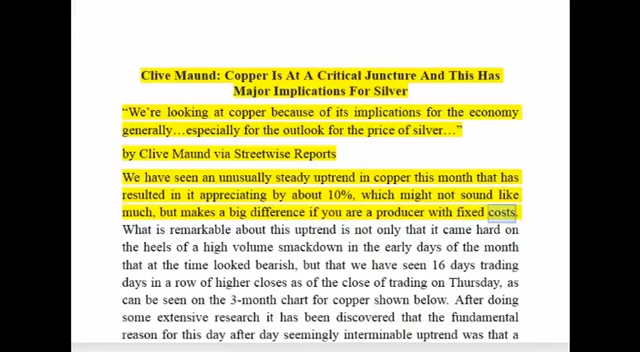 Clive Maund: Copper Is At A Critical Juncture And This Has
Major Implications For Silver
“We’re looking at copper because of its implications for the economy
generally…especially for the outlook for the price of silver…”
by Clive Maund via Streetwise Reports
We have seen an unusually steady uptrend in copper this month that has
resulted in it appreciating by about 10%, which might not sound like
much, but makes a big difference if you are a producer with fixed costs.
What is remarkable about this uptrend is not only that it came hard on
the heels of a high volume smackdown in the early days of the month
that at the time looked bearish, but that we have seen 16 days trading
days in a row of higher closes as of the close of trading on Thursday, as
can be seen on the 3-month chart for copper shown below. After doing
some extensive research it has been discovered that the fundamental
reason for this day after day seemingly interminable uptrend was that a